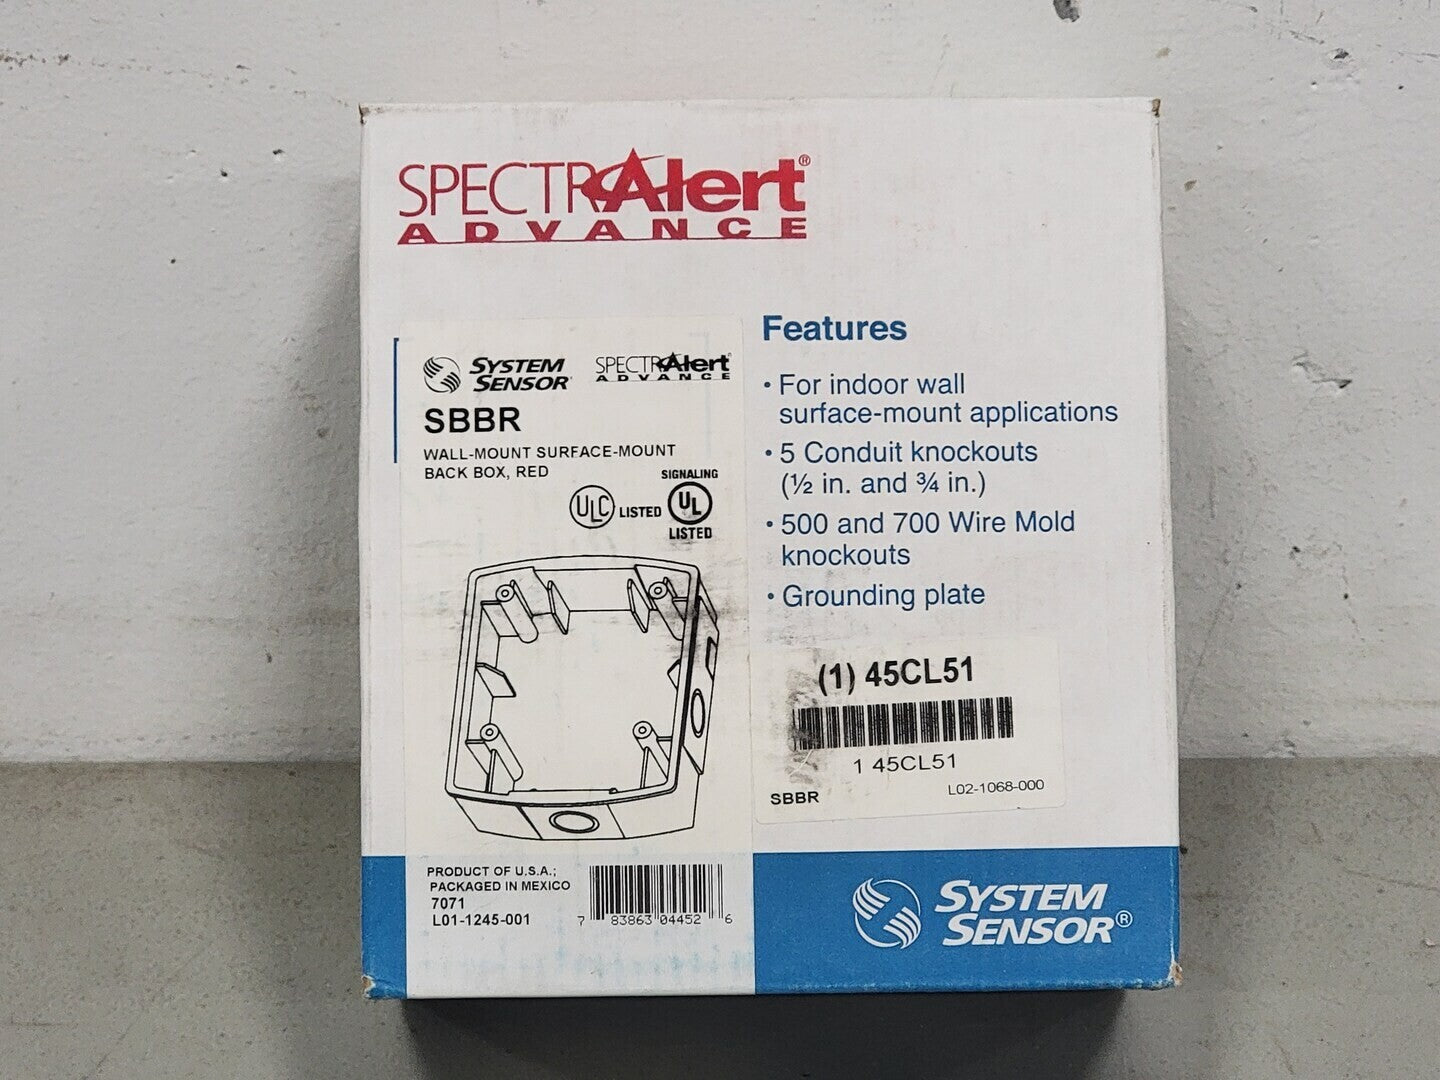 SPECTRAlert®
ADVANCE
SYSTEM SENSOR
SPECTRAlert®
ADVANCE
SBBR
WALL-MOUNT SURFACE-MOUNT
BACK BOX, RED
ULC LISTED
SIGNALING
UL
LISTED
PRODUCT OF U.S.A.;
PACKAGED IN MEXICO
7071
L01-1245-001
7 83863 04452 6
Features
• For indoor wall
surface-mount applications
• 5 Conduit knockouts
(½ in. and ¾ in.)
• 500 and 700 Wire Mold
knockouts
• Grounding plate
(1) 45CL51
1 45CL51
SBBR L02-1068-000
SYSTEM
SENSOR®